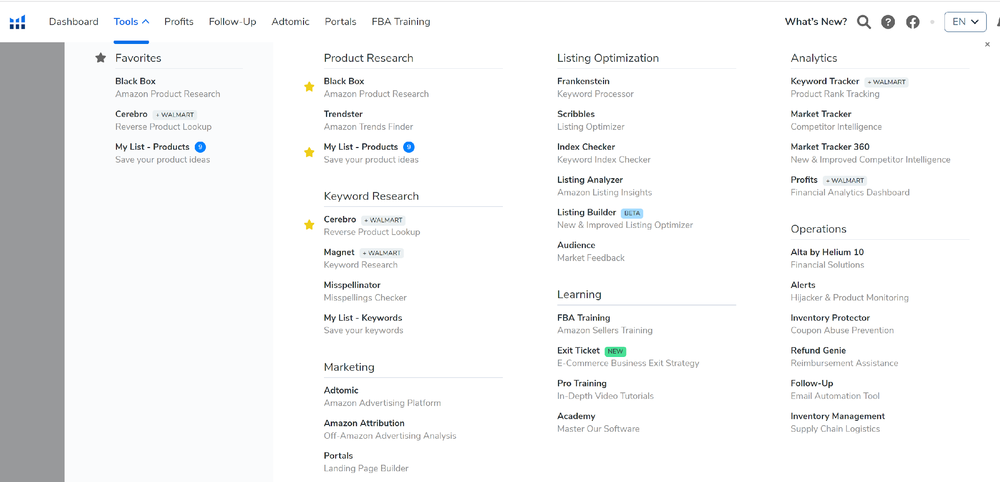 Dashboard
Tools
Profits
Follow-Up
Adtomic
Portals
FBA Training
What's New?
EN
Favorites
Black Box
Amazon Product Research
Cerebro + WALMART
Reverse Product Lookup
My List - Products 9
Save your product ideas
Product Research
Black Box
Amazon Product Research
Trendster
Amazon Trends Finder
My List - Products 9
Save your product ideas
Keyword Research
Cerebro + WALMART
Reverse Product Lookup
Magnet + WALMART
Keyword Research
Misspellinator
Misspellings Checker
My List - Keywords
Save your keywords
Marketing
Adtomic
Amazon Advertising Platform
Amazon Attribution
Off-Amazon Advertising Analysis
Portals
Landing Page Builder
Listing Optimization
Frankenstein
Keyword Processor
Scribbles
Listing Optimizer
Index Checker
Keyword Index Checker
Listing Analyzer
Amazon Listing Insights
Listing Builder BETA
New & Improved Listing Optimizer
Audience
Market Feedback
Learning
FBA Training
Amazon Sellers Training
Exit Ticket NEW
E-Commerce Business Exit Strategy
Pro Training
In-Depth Video Tutorials
Academy
Master Our Software
Analytics
Keyword Tracker + WALMART
Product Rank Tracking
Market Tracker
Competitor Intelligence
Market Tracker 360
New & Improved Competitor Intelligence
Profits + WALMART
Financial Analytics Dashboard
Operations
Alta by Helium 10
Financial Solutions
Alerts
Hijacker & Product Monitoring
Inventory Protector
Coupon Abuse Prevention
Refund Genie
Reimbursement Assistance
Follow-Up
Email Automation Tool
Inventory Management
Supply Chain Logistics